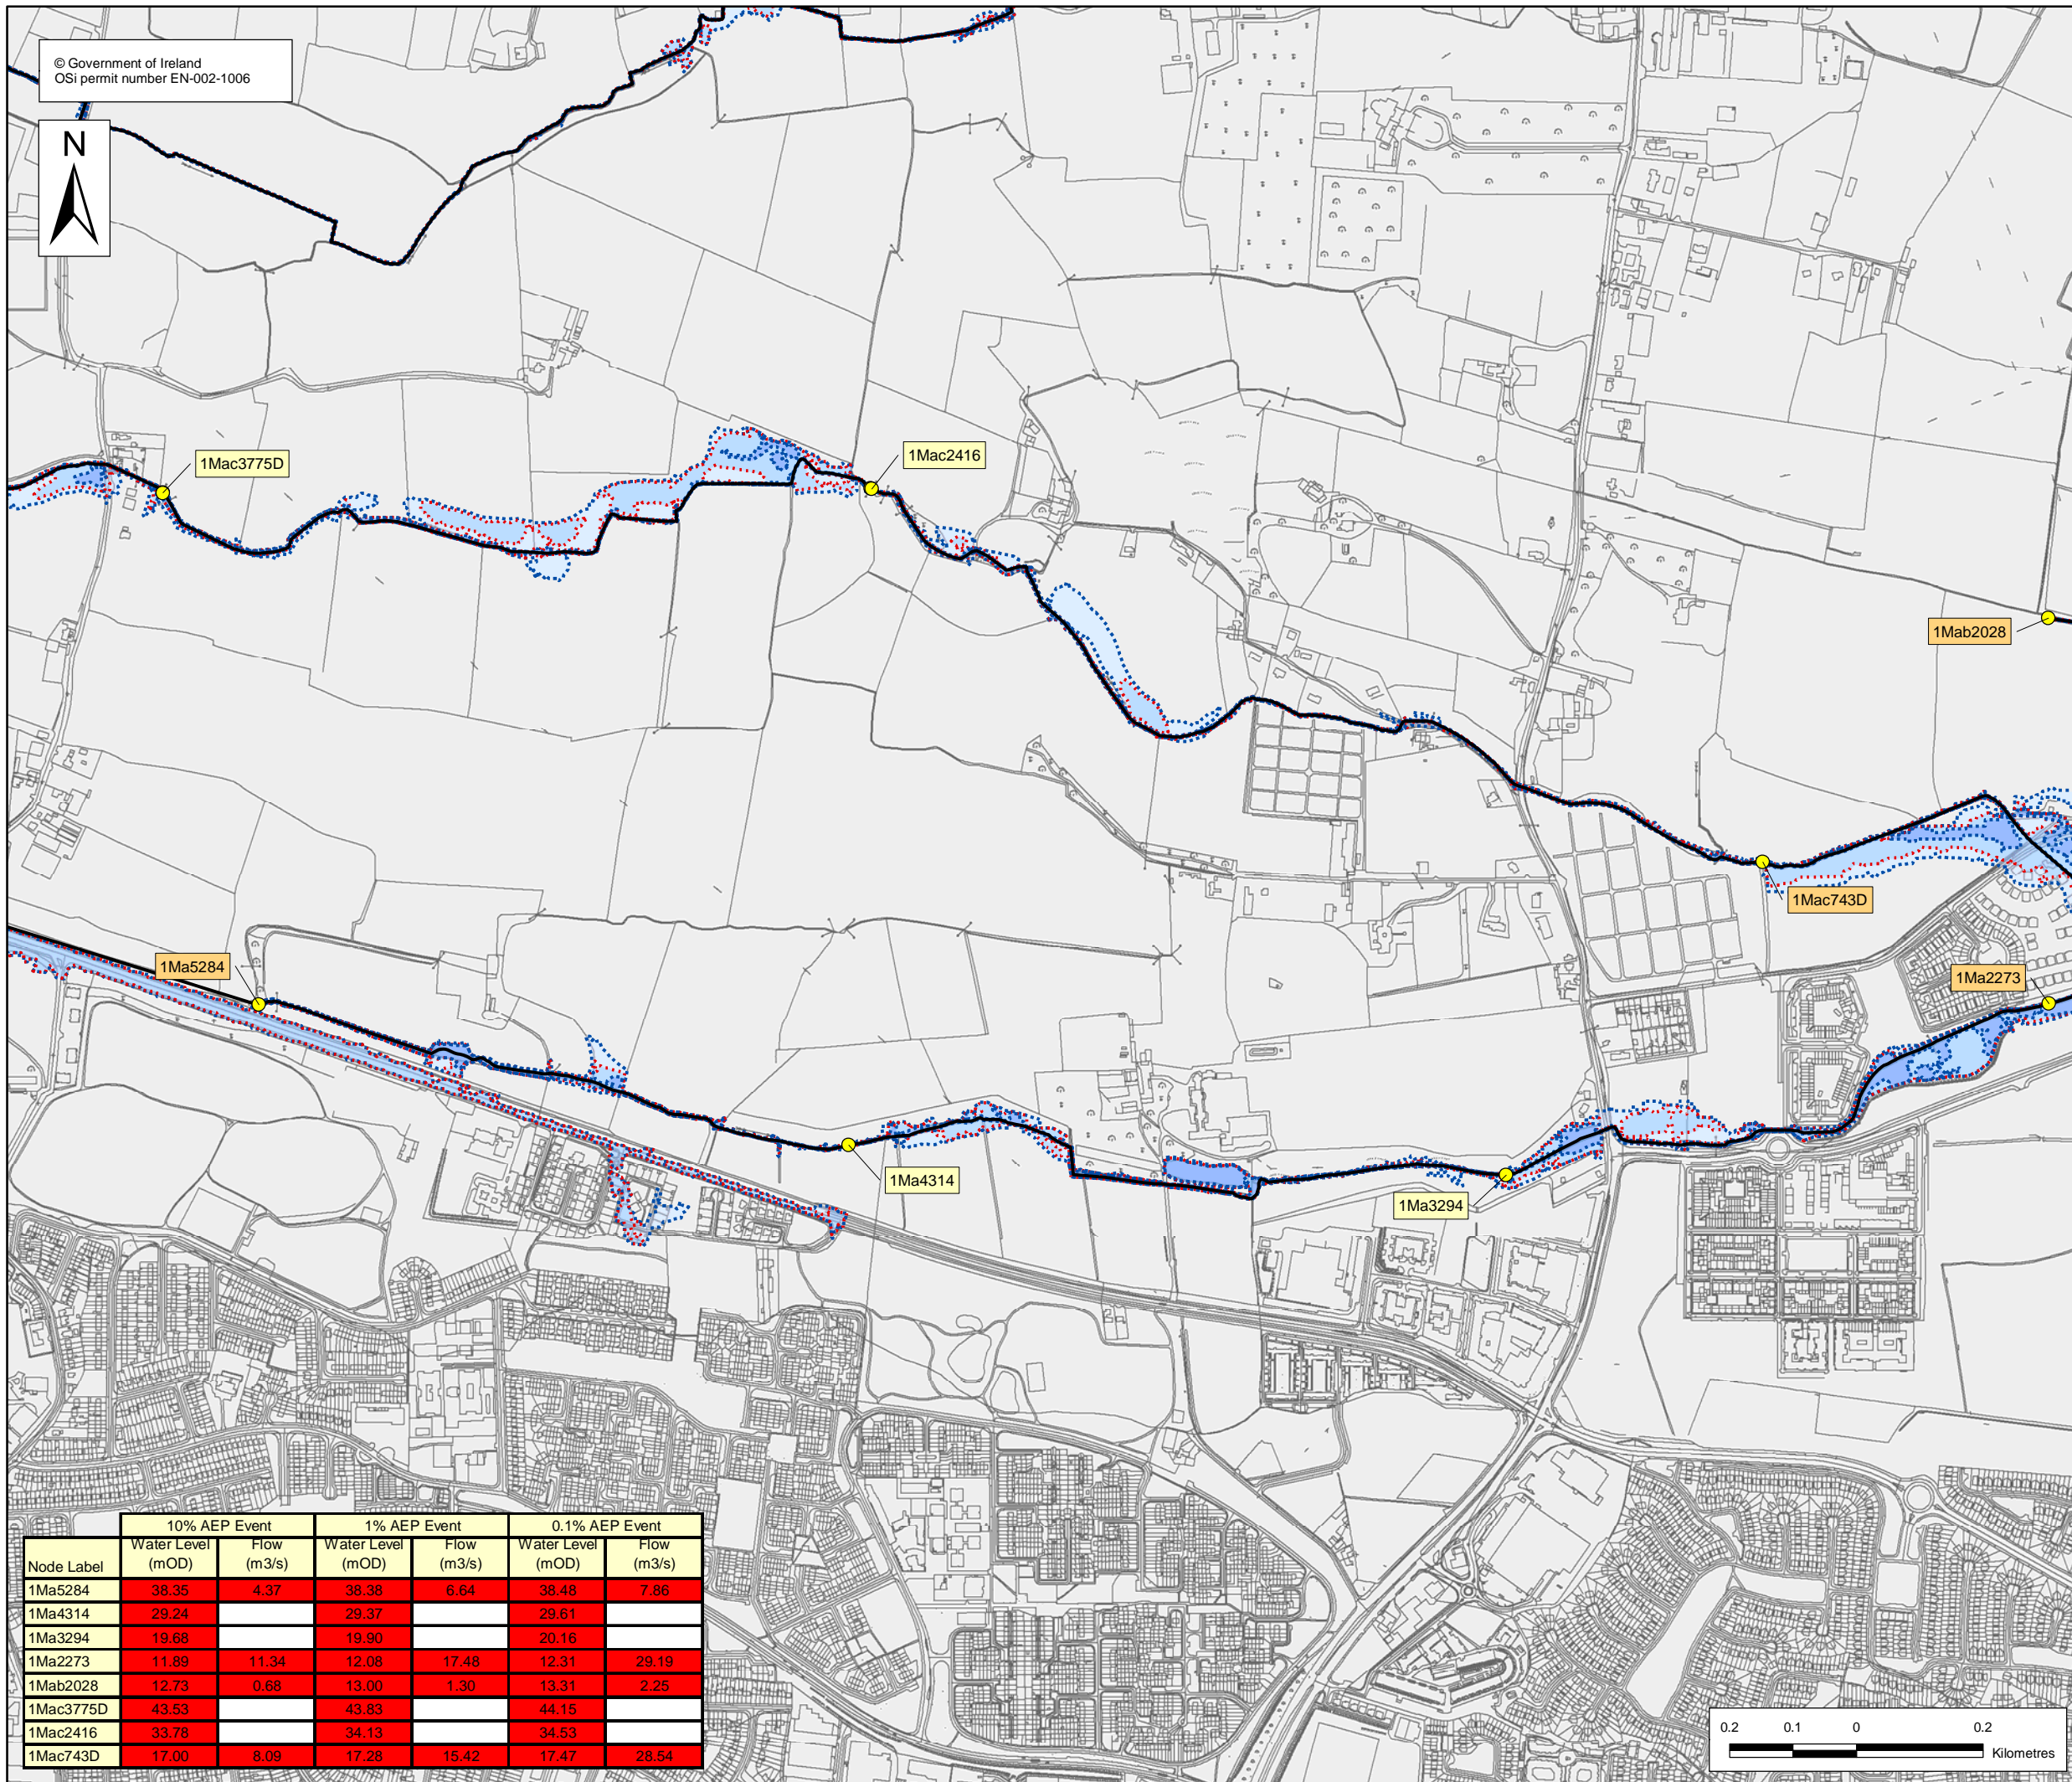 © Government of Ireland
OSi permit number EN-002-1006
N
1Mac3775D
1Mac2416
1Mab2028
1Mac743D
1Ma5284
1Ma2273
1Ma4314
1Ma3294
10% AEP Event 1% AEP Event 0.1% AEP Event
Node Label Water Level (mOD) Flow (m3/s) Water Level (mOD) Flow (m3/s) Water Level (mOD) Flow (m3/s)
1Ma5284 38.35 4.37 38.38 6.64 38.48 7.86
1Ma4314 29.24 29.37 29.61
1Ma3294 19.68 19.90 20.16
1Ma2273 11.89 11.34 12.08 17.48 12.31 29.19
1Mab2028 12.73 0.68 13.00 1.30 13.31 2.25
1Mac3775D 43.53 43.83 44.15
1Mac2416 33.78 34.13 34.53
1Mac743D 17.00 8.09 17.28 15.42 17.47 28.54
0.2 0.1 0 0.2
Kilometres